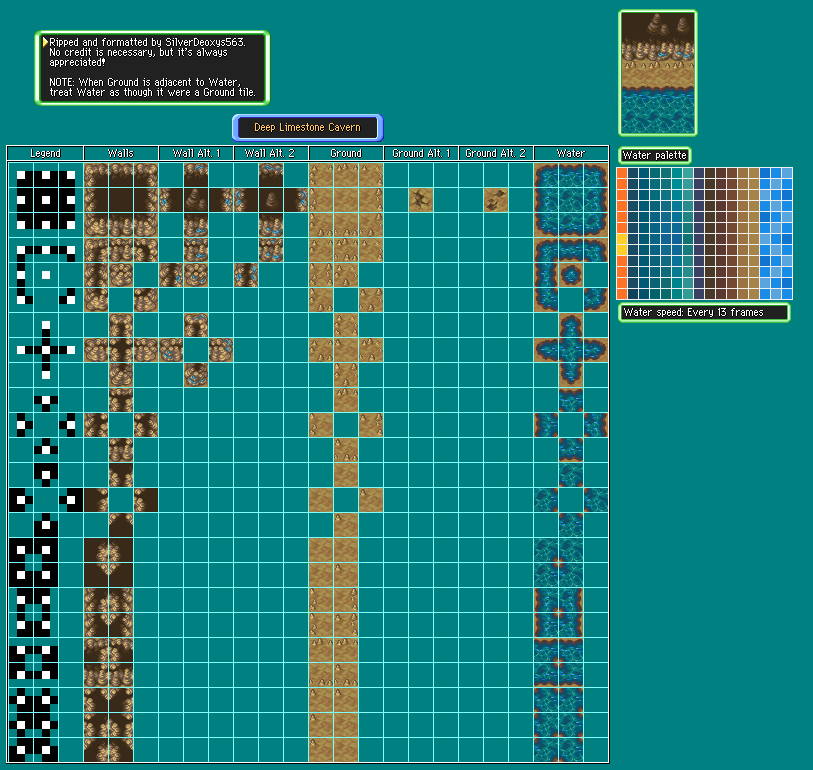 Ripped and formatted by SilverDeoxys563.
No credit is necessary, but it's always
appreciated!
NOTE: When Ground is adjacent to Water,
treat Water as though it were a Ground tile.
Deep Limestone Cavern
Legend Walls Wall Alt. 1 Wall Alt. 2 Ground Ground Alt. 1 Ground Alt. 2 Water
Water palette
Water speed: Every 13 frames